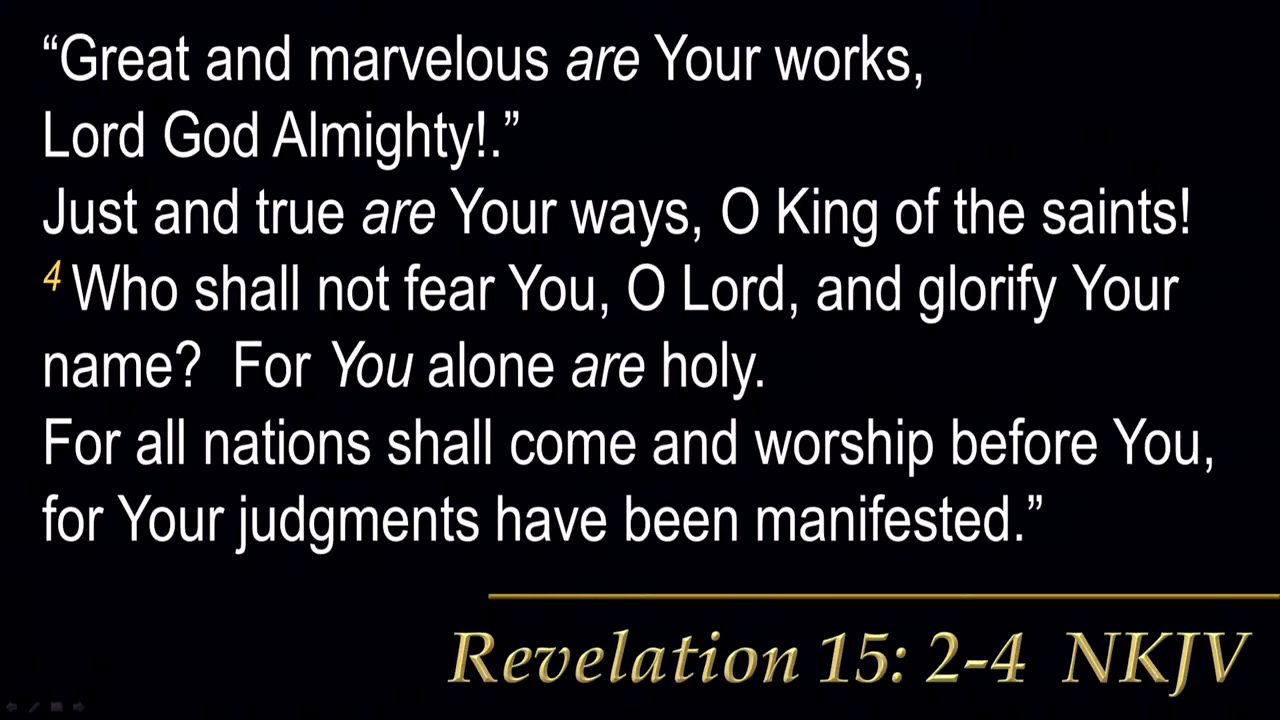 “Great and marvelous are Your works,
Lord God Almighty!.”
Just and true are Your ways, O King of the saints!
4 Who shall not fear You, O Lord, and glorify Your
name?  For You alone are holy.
For all nations shall come and worship before You,
for Your judgments have been manifested.”
Revelation 15: 2-4  NKJV